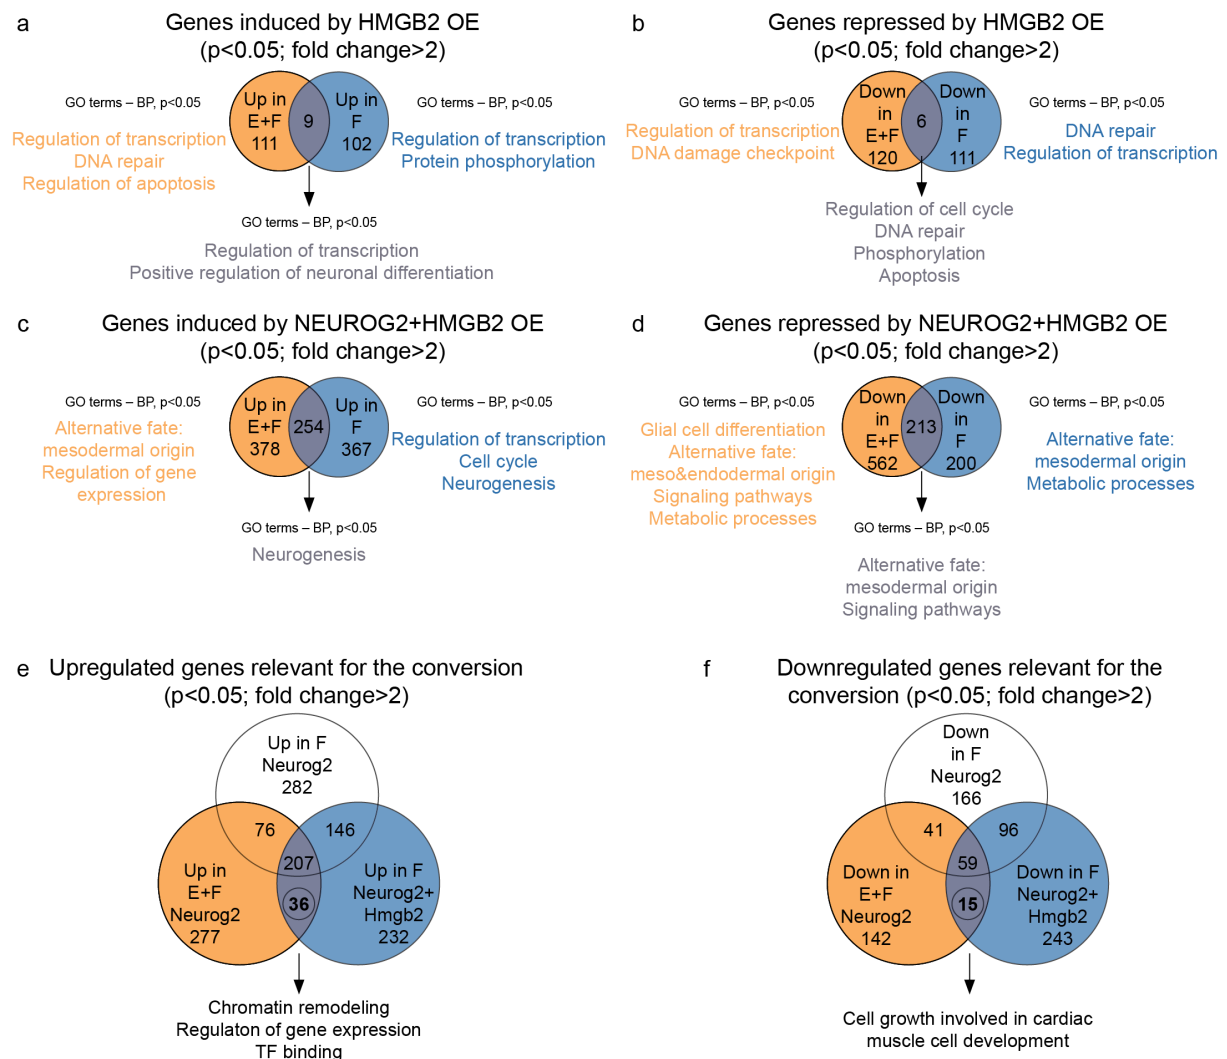 a
Genes induced by HMGB2 OE
(p<0.05; fold change>2)
GO terms – BP, p<0.05
Regulation of transcription
DNA repair
Regulation of apoptosis
Up in
E+F
111
9
Up in
F
102
GO terms – BP, p<0.05
Regulation of transcription
Protein phosphorylation
GO terms – BP, p<0.05
Regulation of transcription
Positive regulation of neuronal differentiation
b
Genes repressed by HMGB2 OE
(p<0.05; fold change>2)
GO terms – BP, p<0.05
Regulation of transcription
DNA damage checkpoint
Down
in
E+F
120
6
Down
in
F
111
GO terms – BP, p<0.05
DNA repair
Regulation of transcription
Regulation of cell cycle
DNA repair
Phosphorylation
Apoptosis
c
Genes induced by NEUROG2+HMGB2 OE
(p<0.05; fold change>2)
GO terms – BP, p<0.05
Alternative fate:
mesodermal origin
Regulation of gene
expression
Up in
E+F
378
254
Up in
F
367
GO terms – BP, p<0.05
Regulation of transcription
Cell cycle
Neurogenesis
GO terms – BP, p<0.05
Neurogenesis
d
Genes repressed by NEUROG2+HMGB2 OE
(p<0.05; fold change>2)
GO terms – BP, p<0.05
Glial cell differentiation
Alternative fate:
meso&endodermal origin
Signaling pathways
Metabolic processes
Down
in
E+F
562
213
Down
in
F
200
GO terms – BP, p<0.05
Alternative fate:
mesodermal origin
Metabolic processes
GO terms – BP, p<0.05
Alternative fate:
mesodermal origin
Signaling pathways
e
Upregulated genes relevant for the conversion
(p<0.05; fold change>2)
Up in F
Neurog2
282
76
146
207
Up in
E+F
Neurog2
277
36
Up in F
Neurog2+
Hmgb2
232
Chromatin remodeling
Regulaton of gene expression
TF binding
f
Downregulated genes relevant for the
conversion (p<0.05; fold change>2)
Down
in F
Neurog2
166
41
96
59
Down in
E+F
Neurog2
142
15
Down in F
Neurog2+
Hmgb2
243
Cell growth involved in cardiac
muscle cell development